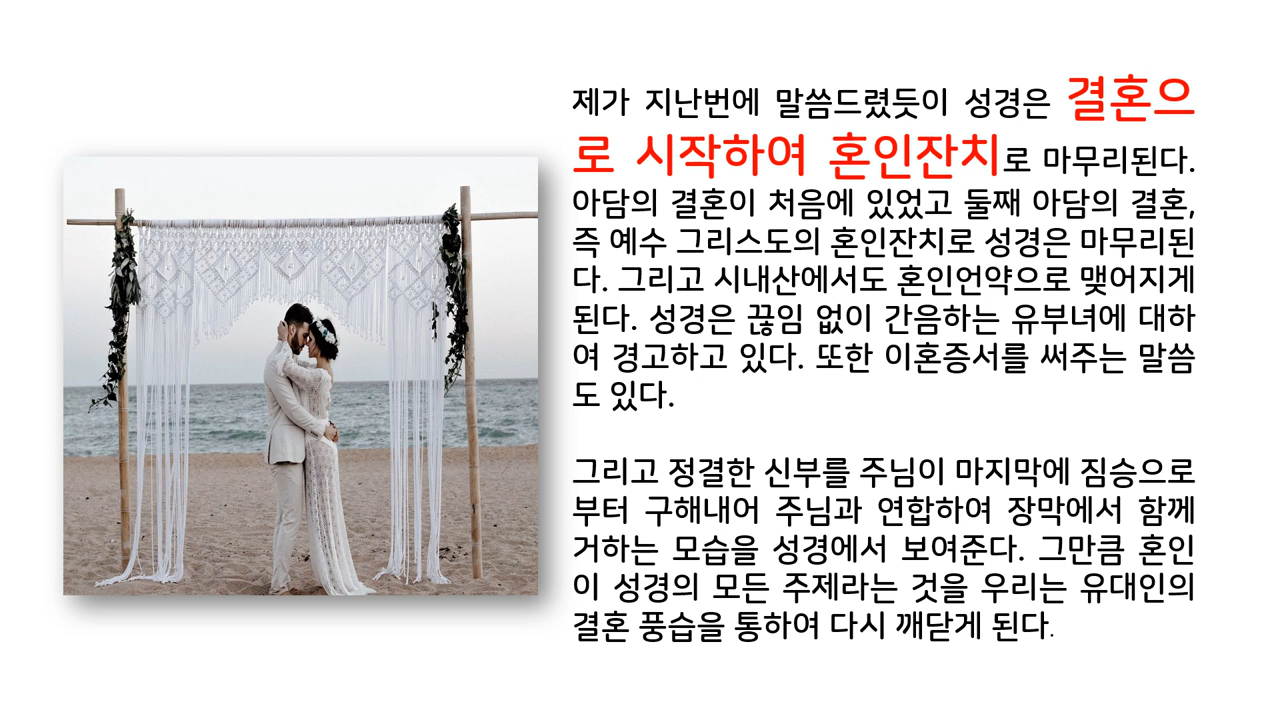 제가 지난번에 말씀드렸듯이 성경은 결혼으
로 시작하여 혼인잔치로 마무리된다.
아담의 결혼이 처음에 있었고 둘째 아담의 결혼,
즉 예수 그리스도의 혼인잔치로 성경은 마무리된
다. 그리고 시내산에서도 혼인언약으로 맺어지게
된다. 성경은 끊임 없이 간음하는 유부녀에 대하
여 경고하고 있다. 또한 이혼증서를 써주는 말씀
도 있다.
그리고 정결한 신부를 주님이 마지막에 짐승으로
부터 구해내어 주님과 연합하여 장막에서 함께
거하는 모습을 성경에서 보여준다. 그만큼 혼인
이 성경의 모든 주제라는 것을 우리는 유대인의
결혼 풍습을 통하여 다시 깨닫게 된다.